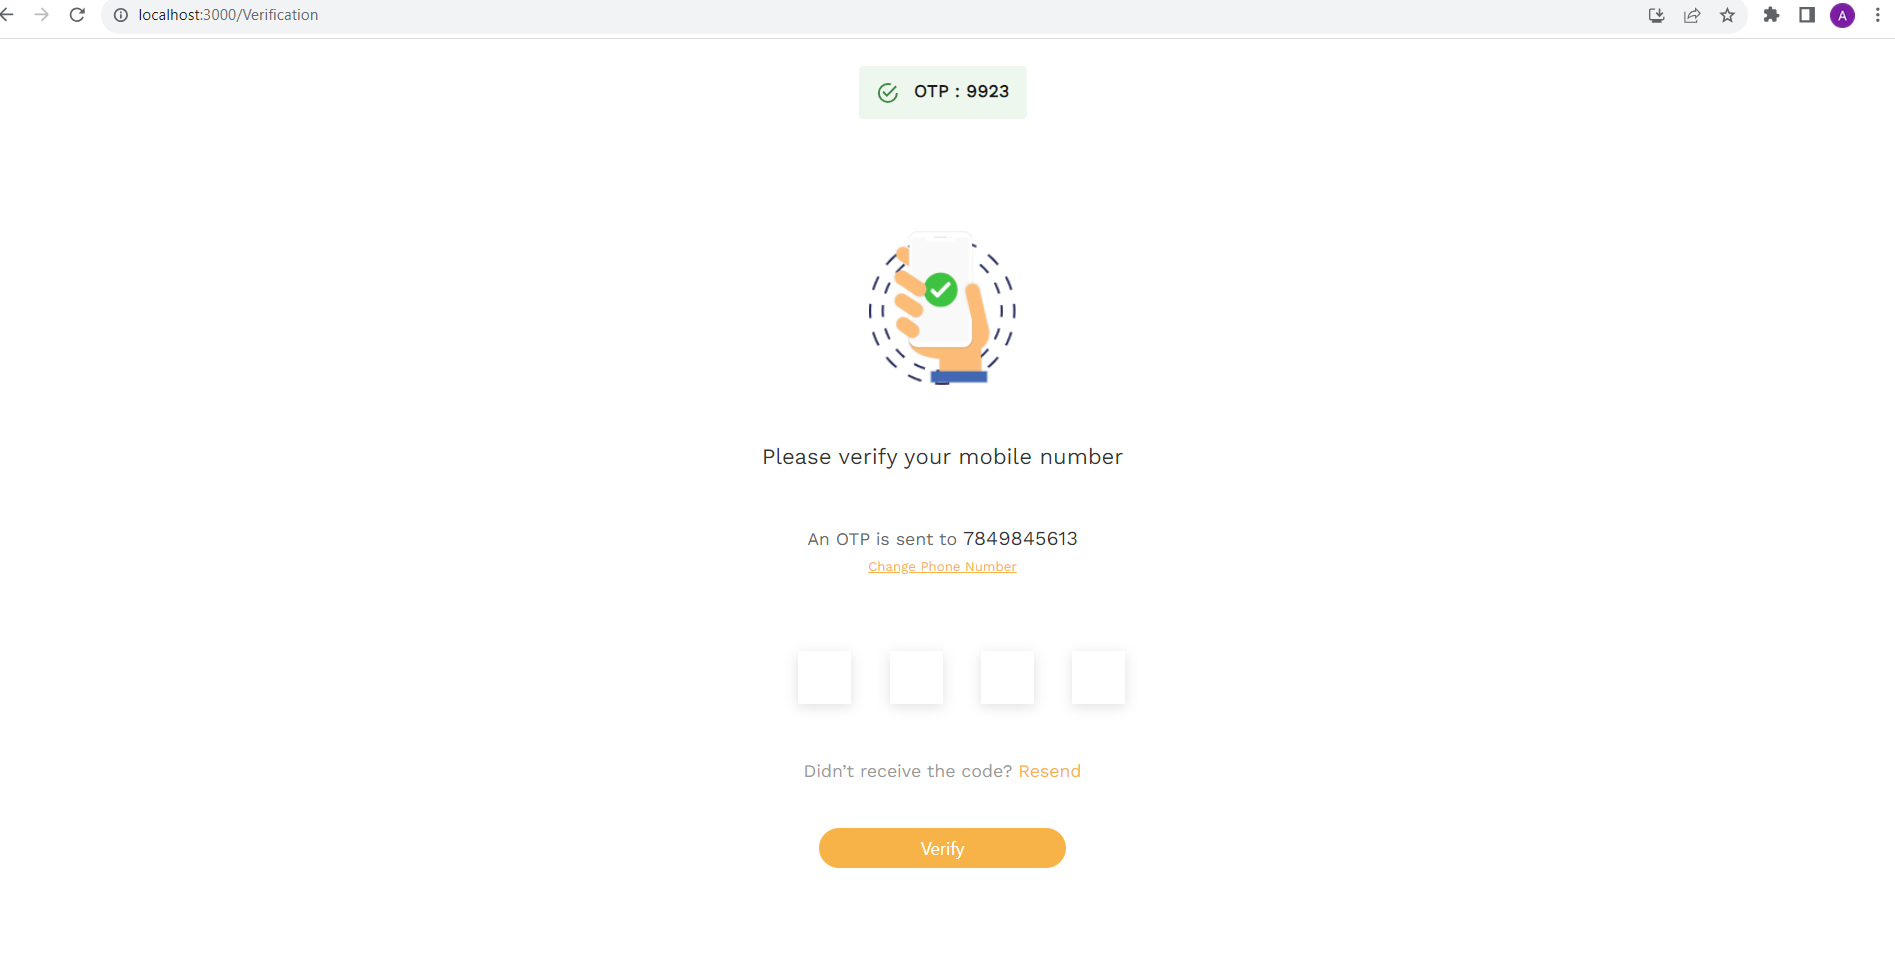 localhost:3000/Verification
A
OTP : 9923
Please verify your mobile number
An OTP is sent to 7849845613
Change Phone Number
Didn’t receive the code? Resend
Verify